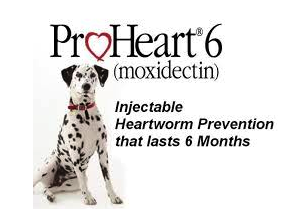 ProHeart® 6
(moxidectin)
Injectable
Heartworm Prevention
that lasts 6 Months